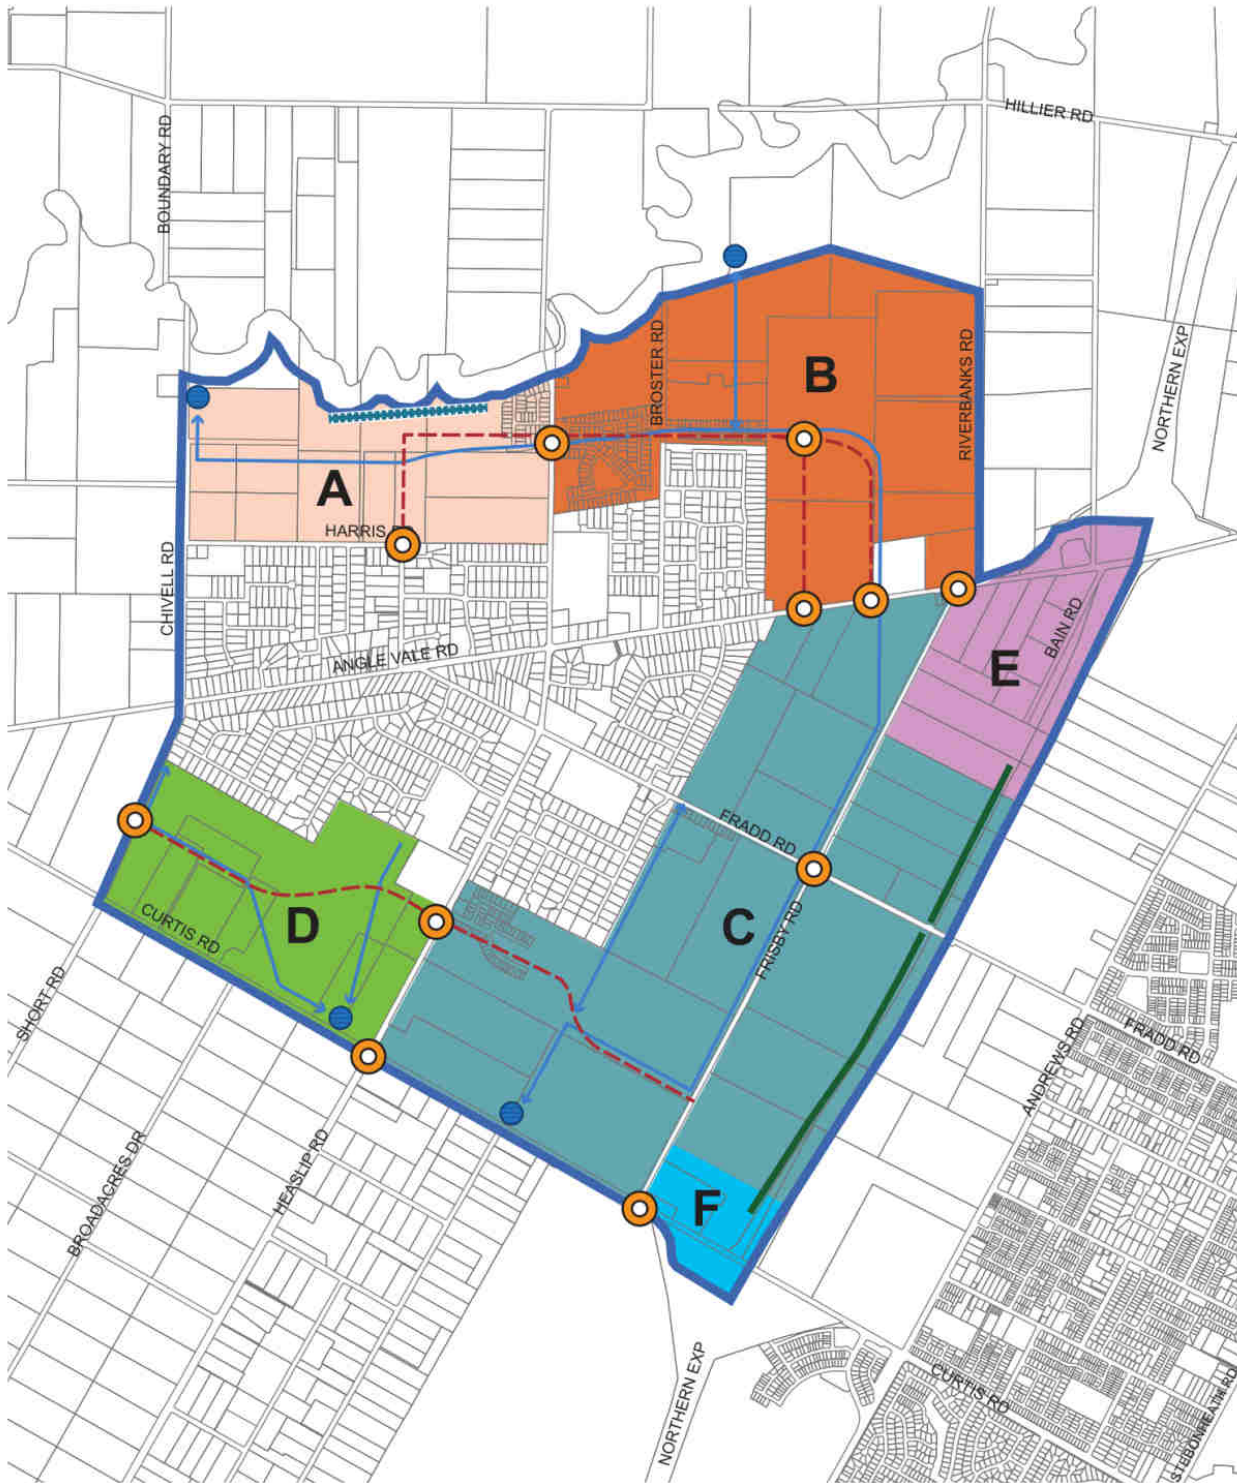 HILLIER RD
BOUNDARY RD
BROSTER RD
RIVERBANKS RD
NORTHERN EXP
B
A
HARRIS
CHIVELL RD
ANGLE VALE RD
BAIN RD
E
FRADD RD
C
D
CURTIS RD
FRISBY RD
SHORT RD
ANDREWS RD
FRADD RD
BROADACRES DR
HEASLIP RD
F
NORTHERN EXP
CURTIS RD
STEBONHEATH RD